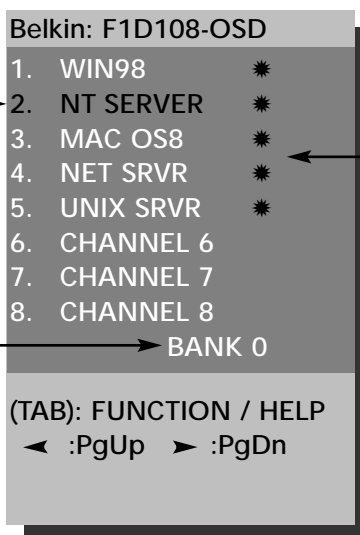 Belkin: F1D108-OSD
1. WIN98 ✹
2. NT SERVER ✹
3. MAC OS8 ✹
4. NET SRVR ✹
5. UNIX SRVR ✹
6. CHANNEL 6
7. CHANNEL 7
8. CHANNEL 8
BANK 0
(TAB): FUNCTION / HELP
◄ :PgUp ► :PgDn